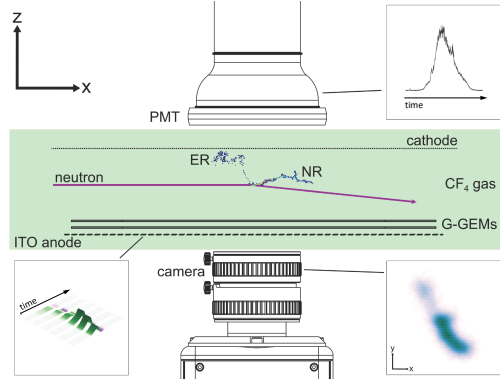 z
x
PMT
time
cathode
ER
NR
neutron
CF₄ gas
G-GEMs
ITO anode
camera
time
y
x